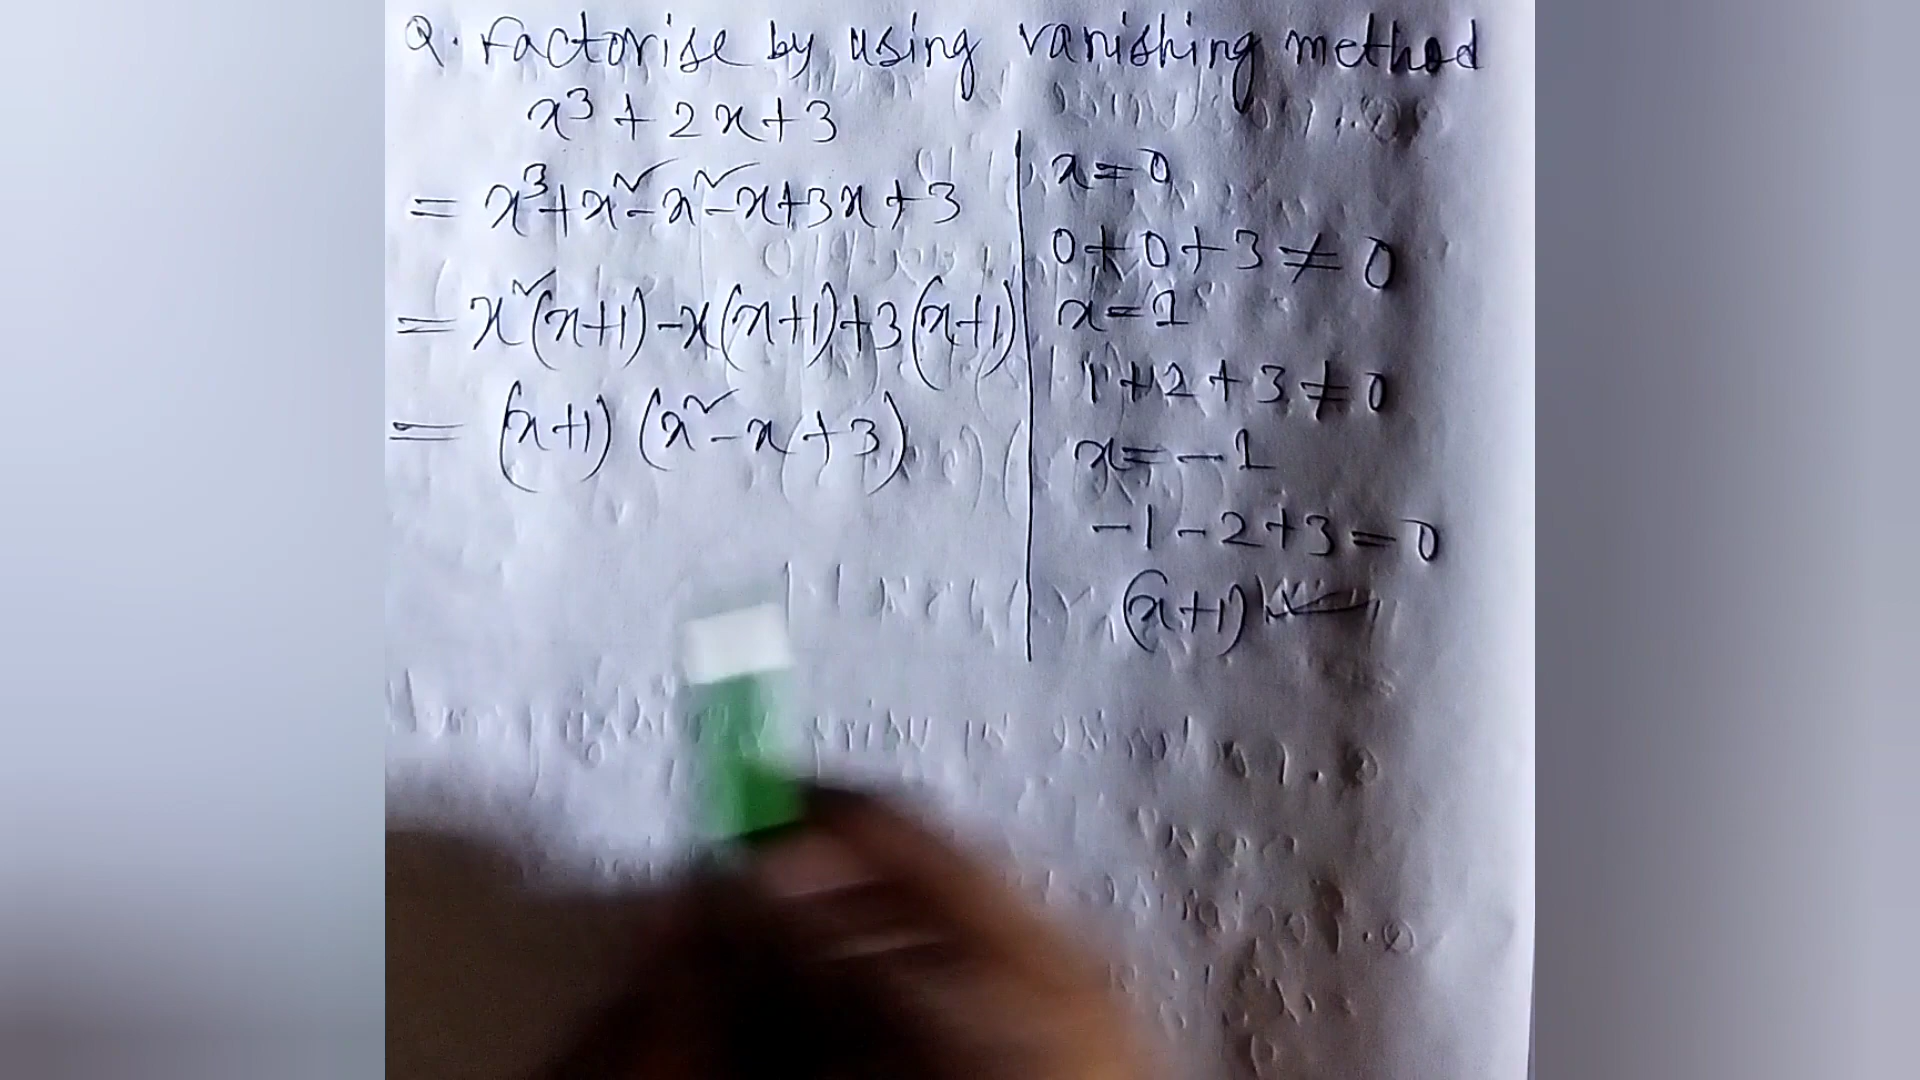 Q. Factorise by using vanishing method
x³ + 2x + 3
= x³ + x² - x² - x + 3x + 3
= x²(x+1) - x(x+1) + 3(x+1)
= (x+1) (x² - x + 3)
x = 0
0 + 0 + 3 ≠ 0
x = 1
1 + 2 + 3 ≠ 0
x = -1
-1 - 2 + 3 = 0
(x+1)